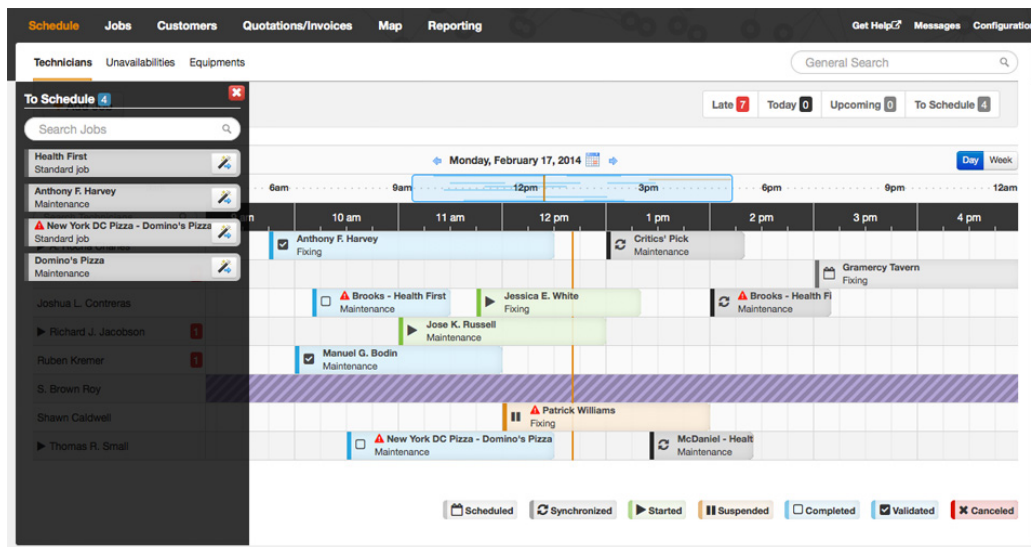 Schedule Jobs Customers Quotations/Invoices Map Reporting Get Help Messages Configuration
Technicians Unavailabilities Equipments General Search
To Schedule 4
Late 7 Today 0 Upcoming 0 To Schedule 4
Search Jobs
Health First
Standard job
Monday, February 17, 2014 Day Week
Anthony F. Harvey
Maintenance
6am 9am 12pm 3pm 6pm 9pm 12am
10 am 11 am 12 pm 1 pm 2 pm 3 pm 4 pm
New York DC Pizza - Domino's Pizza
Standard job
Anthony F. Harvey
Fixing
Critics' Pick
Maintenance
Domino's Pizza
Maintenance
Gramercy Tavern
Fixing
Joshua L. Contreras
Brooks - Health First
Maintenance
Jessica E. White
Fixing
Brooks - Health Fi
Maintenance
Richard J. Jacobson 1
Jose K. Russell
Maintenance
Ruben Kremer 1
Manuel G. Bodin
Maintenance
S. Brown Roy
Shawn Caldwell
Patrick Williams
Fixing
Thomas R. Small
New York DC Pizza - Domino's Pizza
Maintenance
McDaniel - Healt
Maintenance
Scheduled Synchronized Started Suspended Completed Validated Canceled